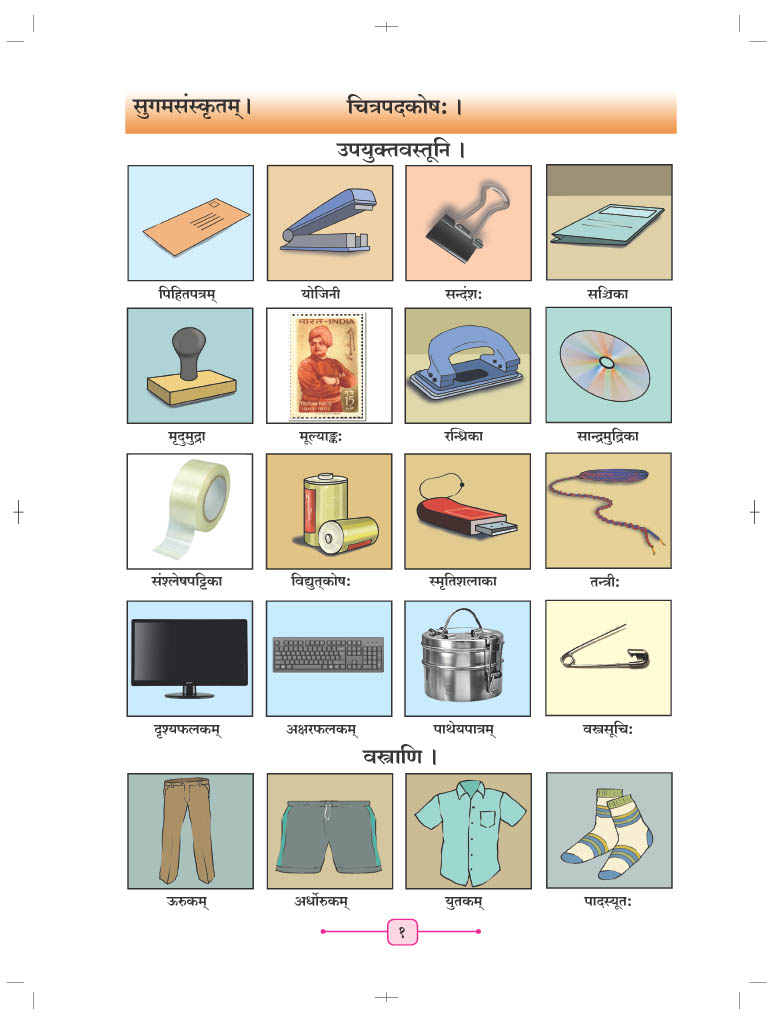 सुगमसंस्कृतम्। चित्रपदकोषः ।
उपयुक्तवस्तूनि ।
पिहितपत्रम् योजिनी सन्दंशः सञ्चिका
भारत-INDIA
मृदुमुद्रा मूल्याङ्कः रन्ध्रिका सान्द्रमुद्रिका
संश्लेषपट्टिका विद्युत्कोषः स्मृतिशलाका तन्त्रीः
दृश्यफलकम् अक्षरफलकम् पाथेयपात्रम् वस्त्रसूचिः
वस्त्राणि ।
ऊरुकम् अर्धोरुकम् युतकम् पादस्यूतः
१